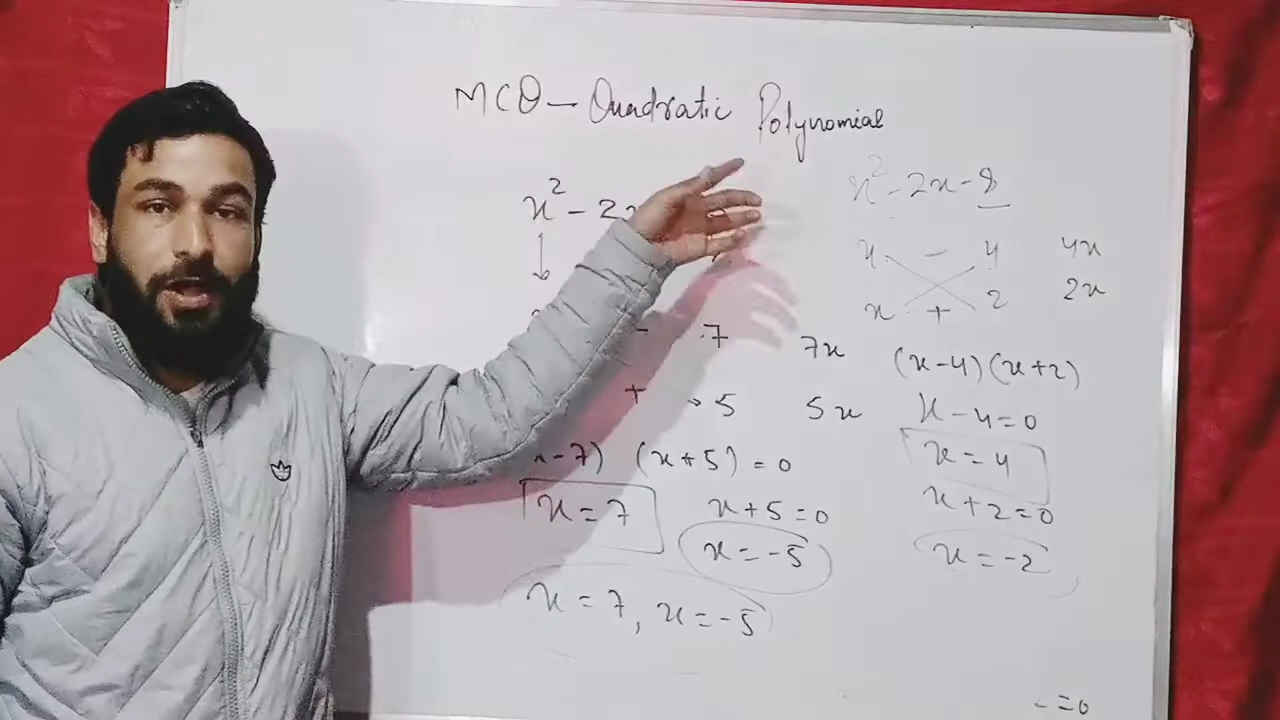 MCQ - Quadratic Polynomial
x² - 2x
- 7 7x
+ 5 5x
x-7) (x+5) = 0
x = 7 x+5=0
x = -5
x = 7, x = -5
x² - 2x - 8
x - 4 4x
x + 2 2x
(x-4)(x+2)
x-4=0
x=4
x+2=0
x=-2
- = 0